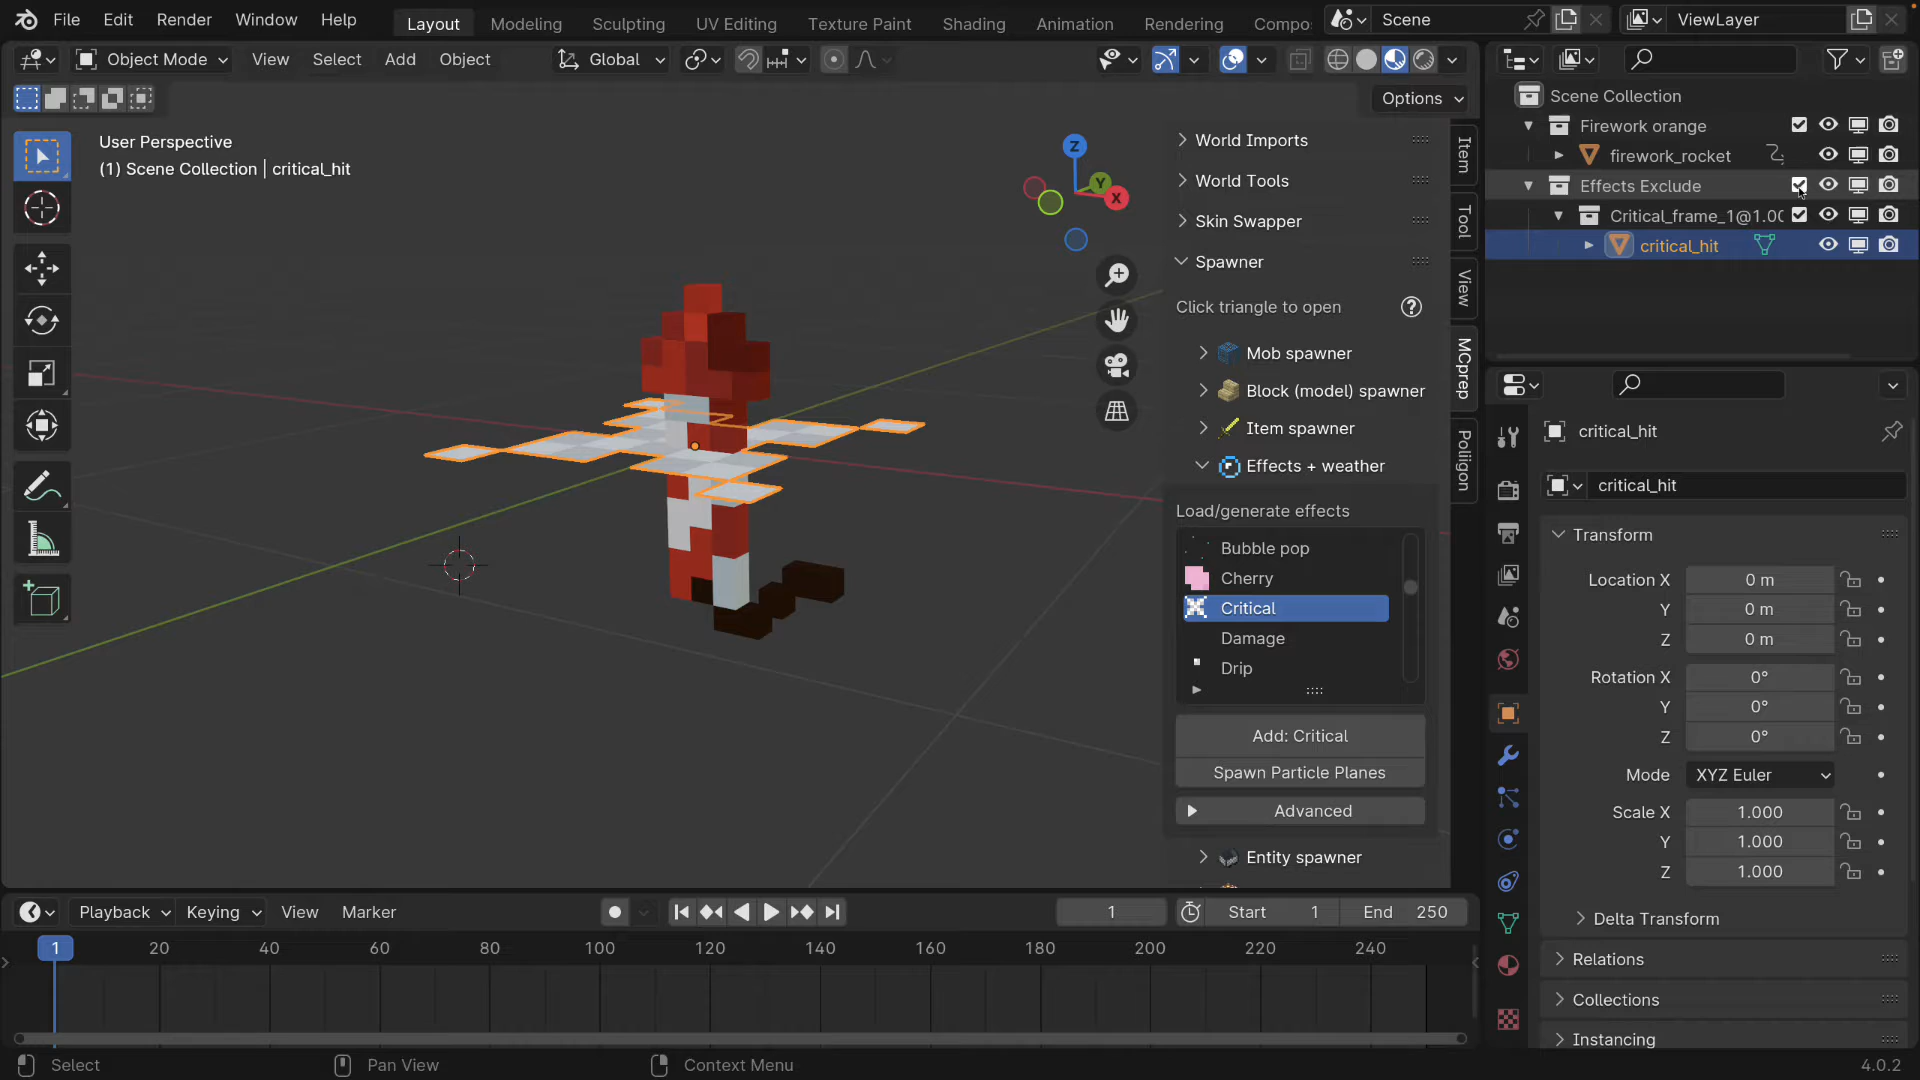 File Edit Render Window Help Layout Modeling Sculpting UV Editing Texture Paint Shading Animation Rendering Compo Scene ViewLayer
Object Mode View Select Add Object Global
Options
User Perspective
(1) Scene Collection | critical_hit
Z
Y
X
World Imports
World Tools
Skin Swapper
Spawner
Click triangle to open
?
Mob spawner
Block (model) spawner
Item spawner
Effects + weather
Load/generate effects
Bubble pop
Cherry
Critical
Damage
Drip
Add: Critical
Spawn Particle Planes
Advanced
Entity spawner
Item
Tool
View
MCprep
Poliigon
Scene Collection
Firework orange
firework_rocket
Effects Exclude
Critical_frame_1@1.00
critical_hit
critical_hit
critical_hit
Transform
Location X 0 m
Y 0 m
Z 0 m
Rotation X 0°
Y 0°
Z 0°
Mode XYZ Euler
Scale X 1.000
Y 1.000
Z 1.000
Delta Transform
Relations
Collections
Instancing
Playback Keying View Marker 1 Start 1 End 250
1 20 40 60 80 100 120 140 160 180 200 220 240
Select Pan View Context Menu 4.0.2